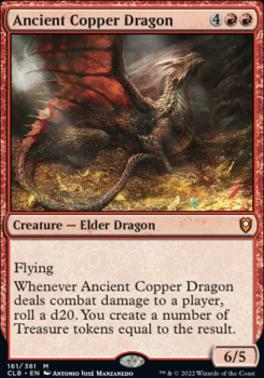 Ancient Copper Dragon 4
Creature — Elder Dragon
Flying
Whenever Ancient Copper Dragon
deals combat damage to a player,
roll a d20. You create a number of
Treasure tokens equal to the result.
6/5
161/361 M
CLB • EN Antonio José Manzanedo
™ & © 2022 Wizards of the Coast